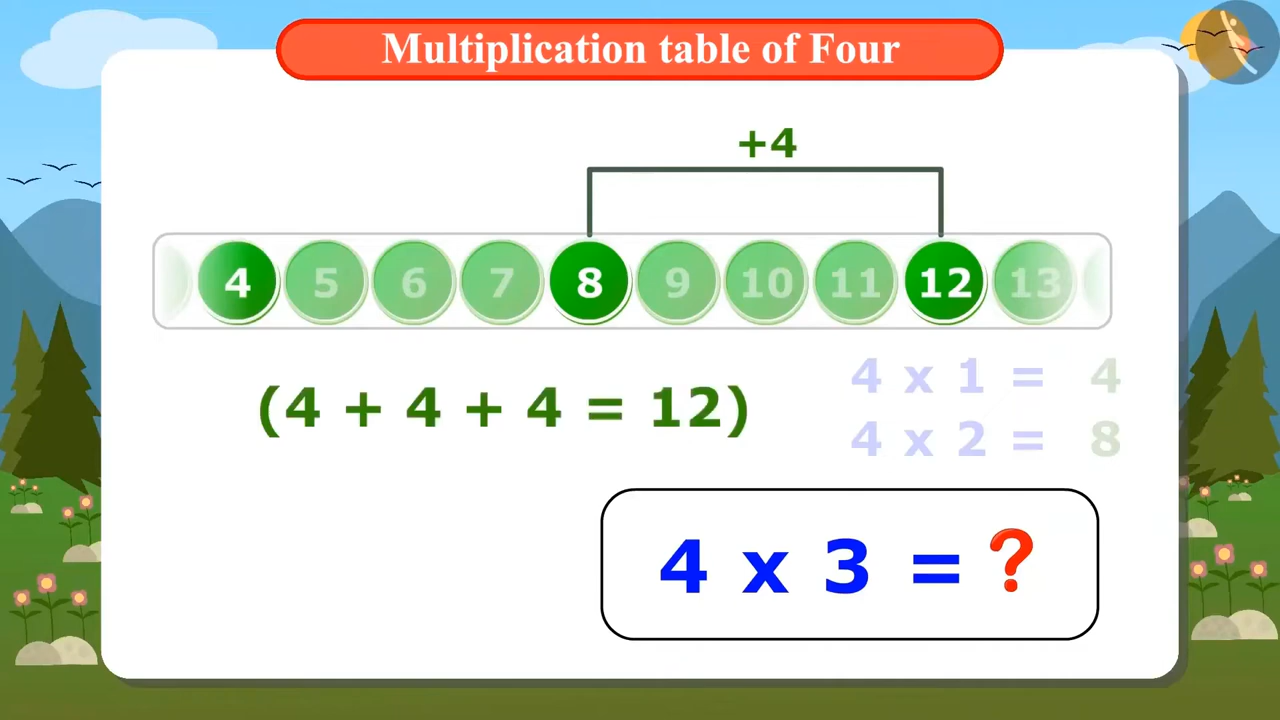 Multiplication table of Four
+4
4 5 6 7 8 9 10 11 12 13
(4 + 4 + 4 = 12)
4 x 1 = 4
4 x 2 = 8
4 x 3 = ?